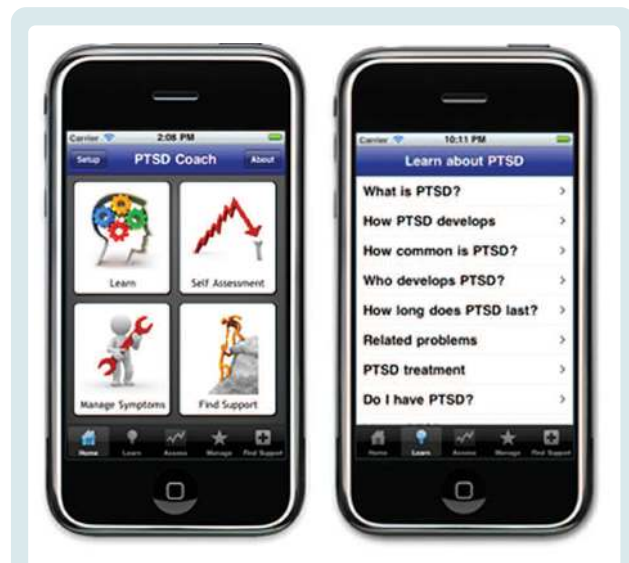 Carrier 2:08 PM
Setup PTSD Coach About
Learn Self Assessment
Manage Symptoms Find Support
Home Learn Assess Manage Find Support
Carrier 10:11 PM
Learn about PTSD
What is PTSD?
How PTSD develops
How common is PTSD?
Who develops PTSD?
How long does PTSD last?
Related problems
PTSD treatment
Do I have PTSD?
Home Learn Assess Manage Find Support